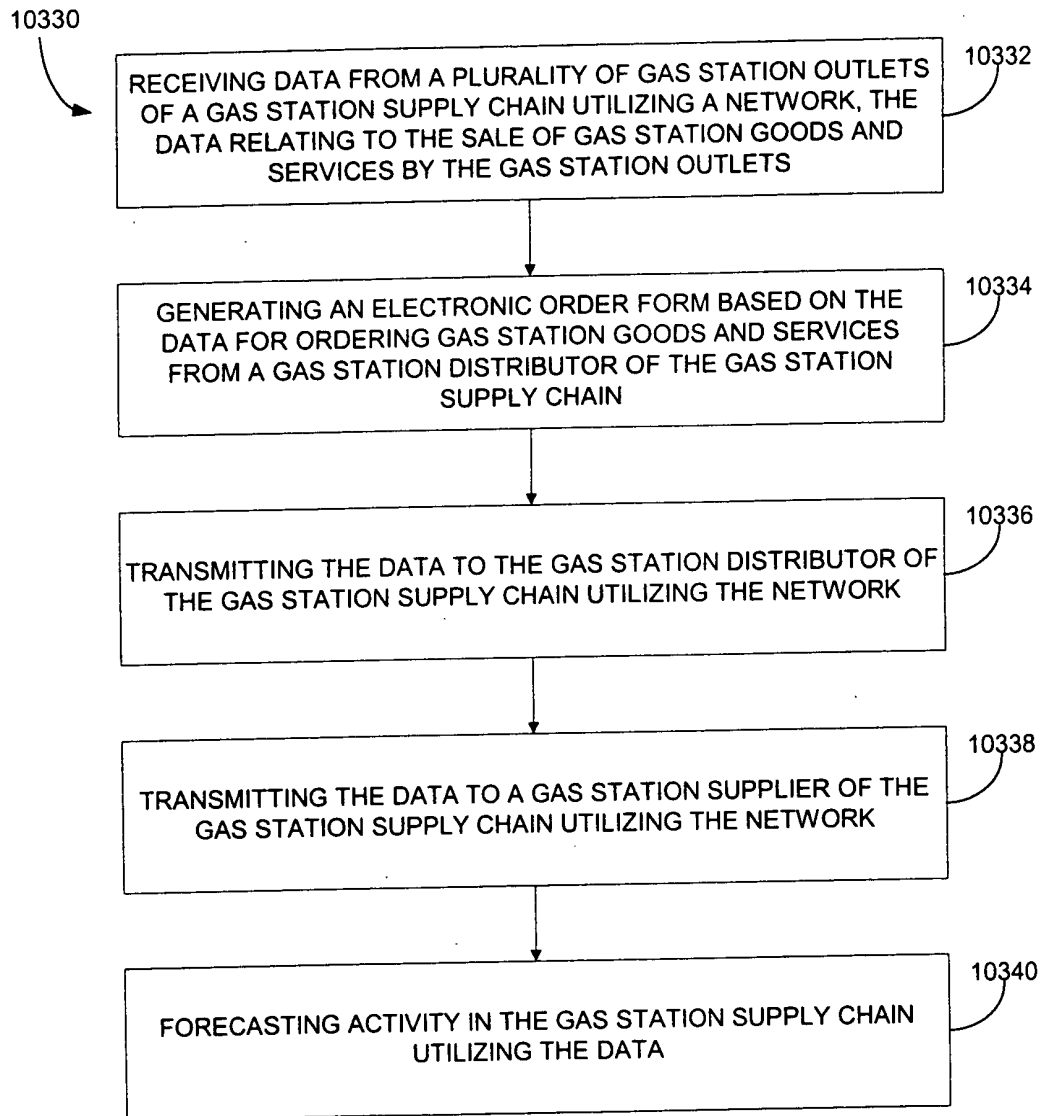 10330
10332
RECEIVING DATA FROM A PLURALITY OF GAS STATION OUTLETS
OF A GAS STATION SUPPLY CHAIN UTILIZING A NETWORK, THE
DATA RELATING TO THE SALE OF GAS STATION GOODS AND
SERVICES BY THE GAS STATION OUTLETS
10334
GENERATING AN ELECTRONIC ORDER FORM BASED ON THE
DATA FOR ORDERING GAS STATION GOODS AND SERVICES
FROM A GAS STATION DISTRIBUTOR OF THE GAS STATION
SUPPLY CHAIN
10336
TRANSMITTING THE DATA TO THE GAS STATION DISTRIBUTOR OF
THE GAS STATION SUPPLY CHAIN UTILIZING THE NETWORK
10338
TRANSMITTING THE DATA TO A GAS STATION SUPPLIER OF THE
GAS STATION SUPPLY CHAIN UTILIZING THE NETWORK
10340
FORECASTING ACTIVITY IN THE GAS STATION SUPPLY CHAIN
UTILIZING THE DATA